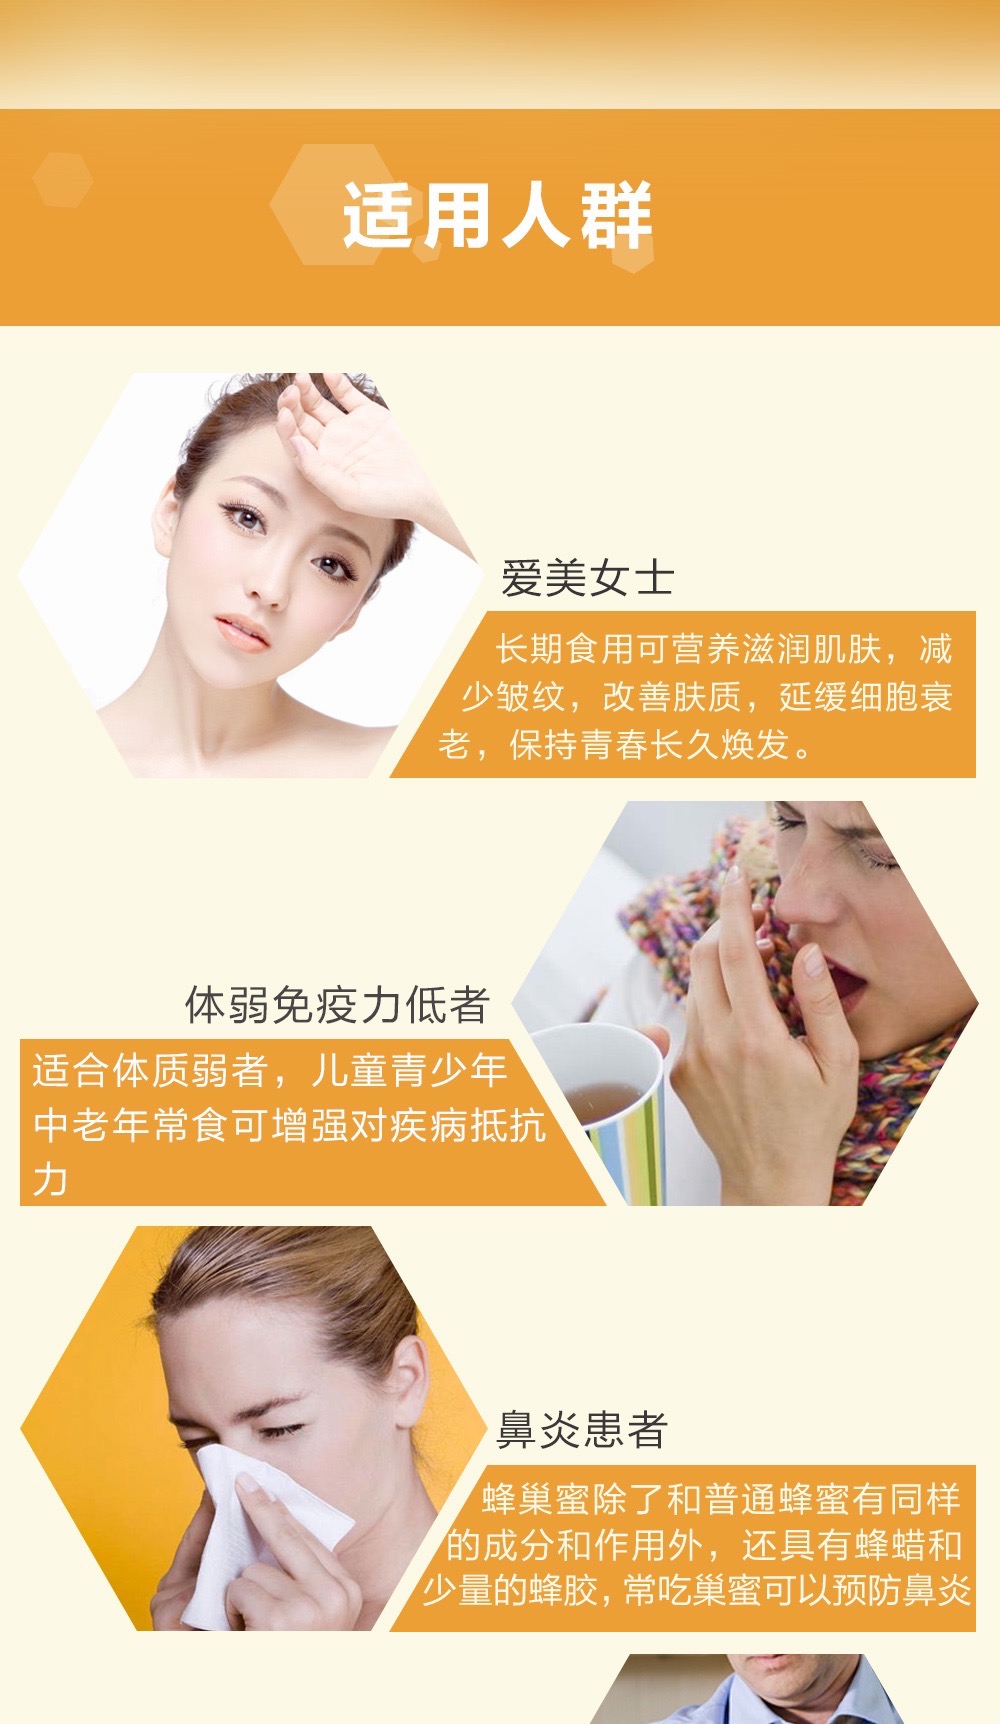 适用人群
爱美女士
长期食用可营养滋润肌肤，减
少皱纹，改善肤质，延缓细胞衰
老，保持青春长久焕发。
体弱免疫力低者
适合体质弱者，儿童青少年
中老年常食可增强对疾病抵抗
力
鼻炎患者
蜂巢蜜除了和普通蜂蜜有同样
的成分和作用外，还具有蜂蜡和
少量的蜂胶,常吃巢蜜可以预防鼻炎